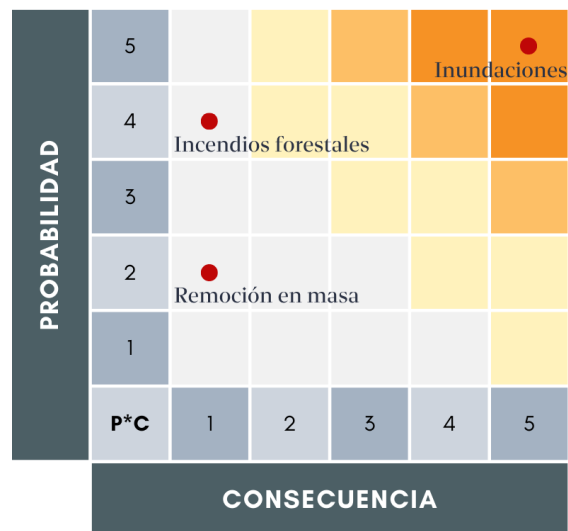 PROBABILIDAD
5
Inundaciones
4
Incendios forestales
3
2
Remoción en masa
1
P*C 1 2 3 4 5
CONSECUENCIA